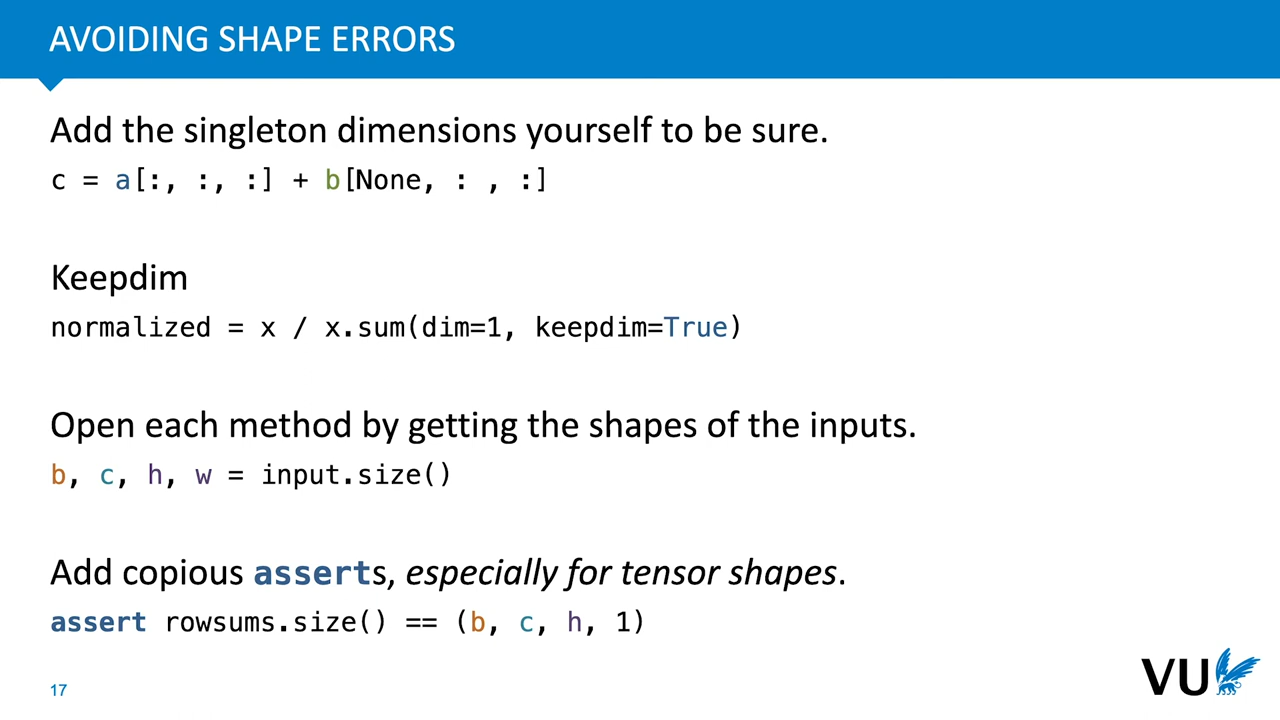 AVOIDING SHAPE ERRORS
Add the singleton dimensions yourself to be sure.
c = a[:, :, :] + b[None, : , :]
Keepdim
normalized = x / x.sum(dim=1, keepdim=True)
Open each method by getting the shapes of the inputs.
b, c, h, w = input.size()
Add copious asserts, especially for tensor shapes.
assert rowsums.size() == (b, c, h, 1)
17
VU